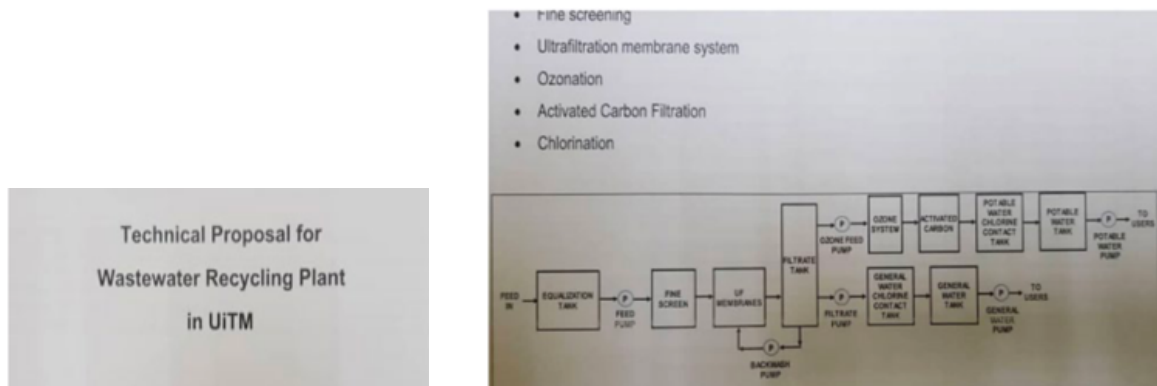 Technical Proposal for
Wastewater Recycling Plant
in UiTM
• Fine screening
• Ultrafiltration membrane system
• Ozonation
• Activated Carbon Filtration
• Chlorination
FEED
IN
EQUALIZATION
TANK
P
FEED
PUMP
FINE
SCREEN
UF
MEMBRANES
P
BACKWASH
PUMP
FILTRATE
TANK
P
OZONE FEED
PUMP
OZONE
SYSTEM
ACTIVATED
CARBON
POTABLE
WATER
CHLORINE
CONTACT
TANK
POTABLE
WATER
TANK
P
POTABLE
WATER PUMP
TO
USERS
P
FILTRATE
PUMP
GENERAL
WATER
CHLORINE
CONTACT
TANK
GENERAL
WATER
TANK
P
GENERAL
WATER PUMP
TO
USERS